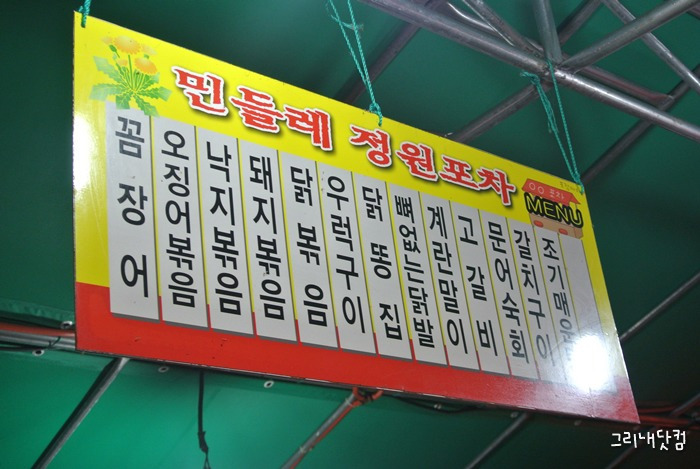 민들레 정원포차
MENU
꼼장어
오징어볶음
낙지볶음
돼지볶음
닭볶음
우럭구이
닭똥집
뼈없는닭발
계란말이
고갈비
문어숙회
갈치구이
조기매운
그리내닷컴